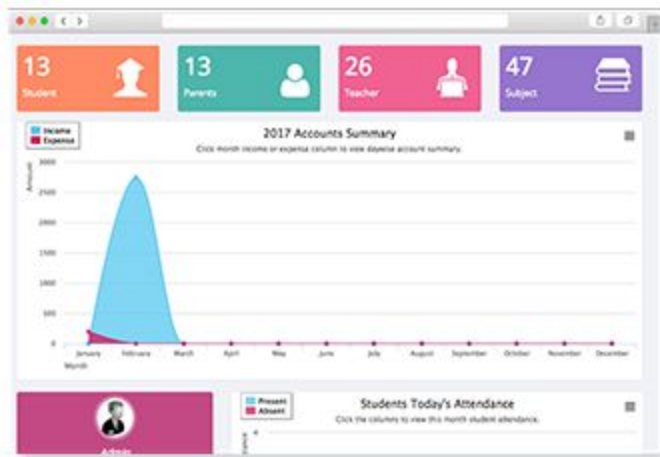 13
Student
13
Parents
26
Teacher
47
Subject
Income
Expense
2017 Accounts Summary
Click month income or expense column to view daywise account summary.
Amount
3000
2500
2000
1500
1000
500
0
January February March April May June July August September October November December
Month
Admin
Present
Absent
Students Today's Attendance
Click the columns to view this month student attendance.
4